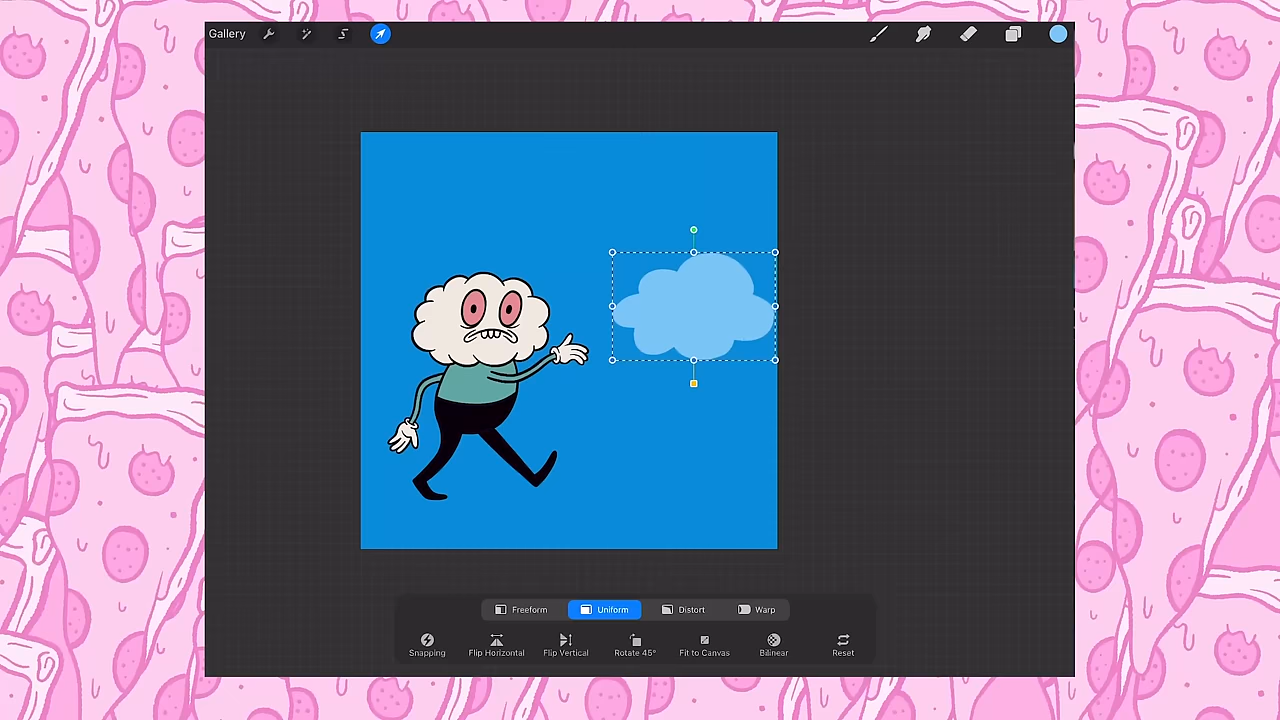 Gallery
Freeform Uniform Distort Warp
Snapping Flip Horizontal Flip Vertical Rotate 45° Fit to Canvas Bilinear Reset